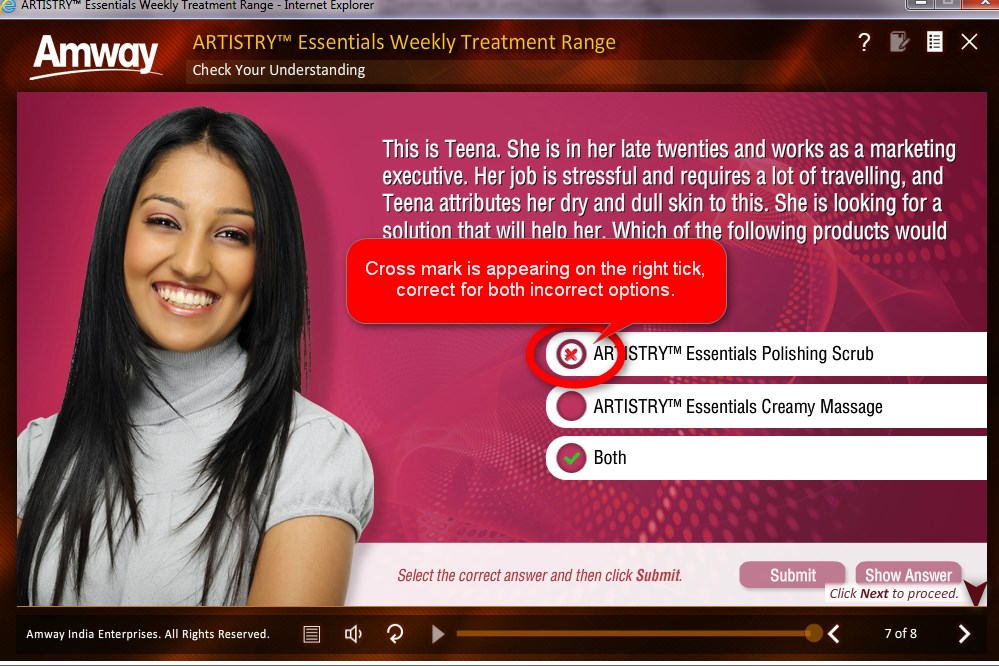 ARTISTRY™ Essentials Weekly Treatment Range - Internet Explorer
Amway
ARTISTRY™ Essentials Weekly Treatment Range
Check Your Understanding
?
This is Teena. She is in her late twenties and works as a marketing
executive. Her job is stressful and requires a lot of travelling, and
Teena attributes her dry and dull skin to this. She is looking for a
solution that will help her. Which of the following products would
Cross mark is appearing on the right tick,
correct for both incorrect options.
ARTISTRY™ Essentials Polishing Scrub
ARTISTRY™ Essentials Creamy Massage
Both
Select the correct answer and then click Submit.
Submit
Show Answer
Click Next to proceed.
Amway India Enterprises. All Rights Reserved.
7 of 8